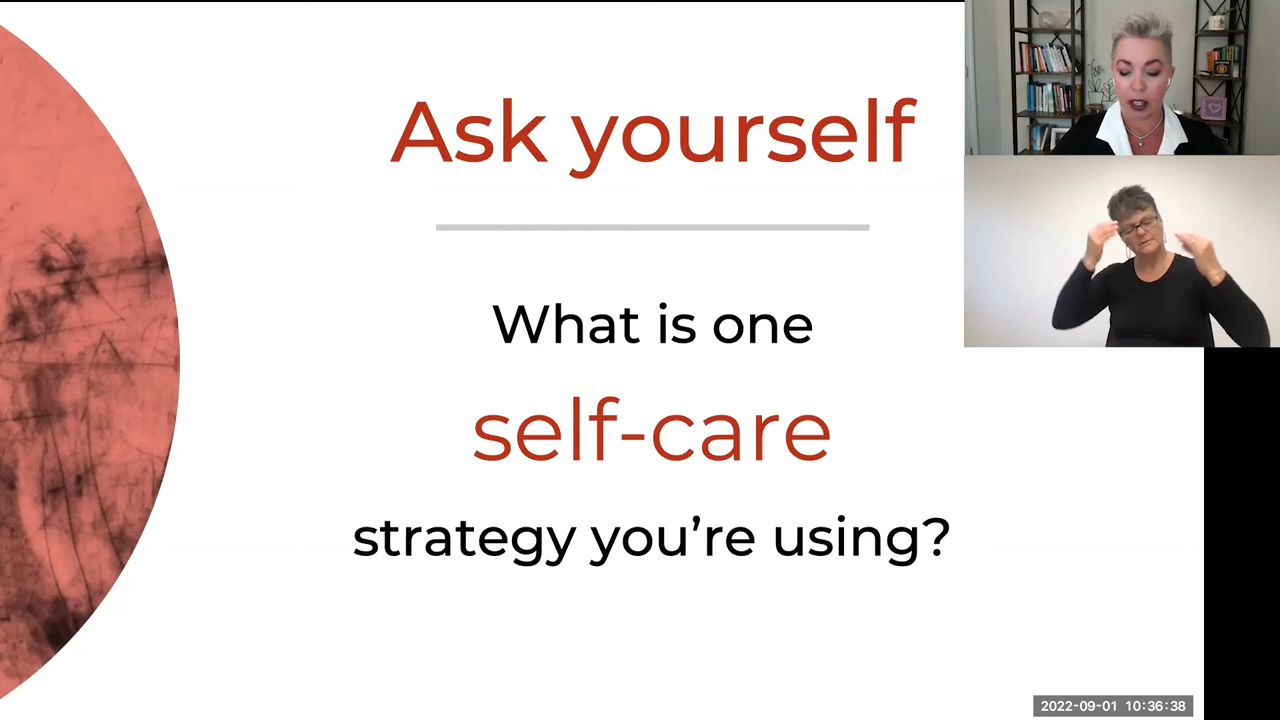 Ask yourself
What is one
self-care
strategy you're using?
2022-09-01 10:36:38